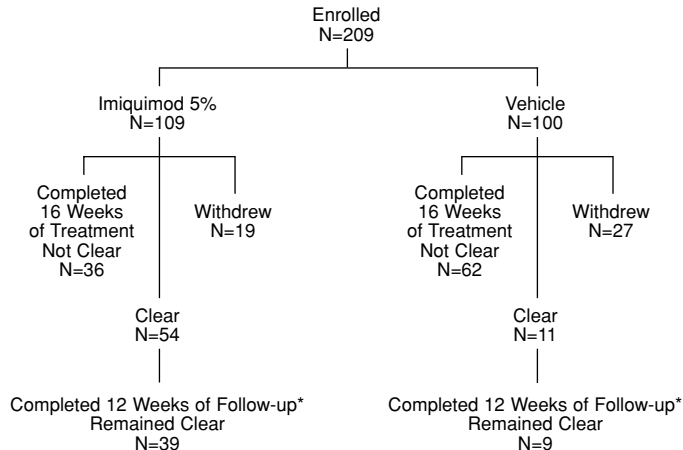 Enrolled
N=209
Imiquimod 5%
N=109
Vehicle
N=100
Completed
16 Weeks
of Treatment
Not Clear
N=36
Withdrew
N=19
Completed
16 Weeks
of Treatment
Not Clear
N=62
Withdrew
N=27
Clear
N=54
Clear
N=11
Completed 12 Weeks of Follow-up*
Remained Clear
N=39
Completed 12 Weeks of Follow-up*
Remained Clear
N=9